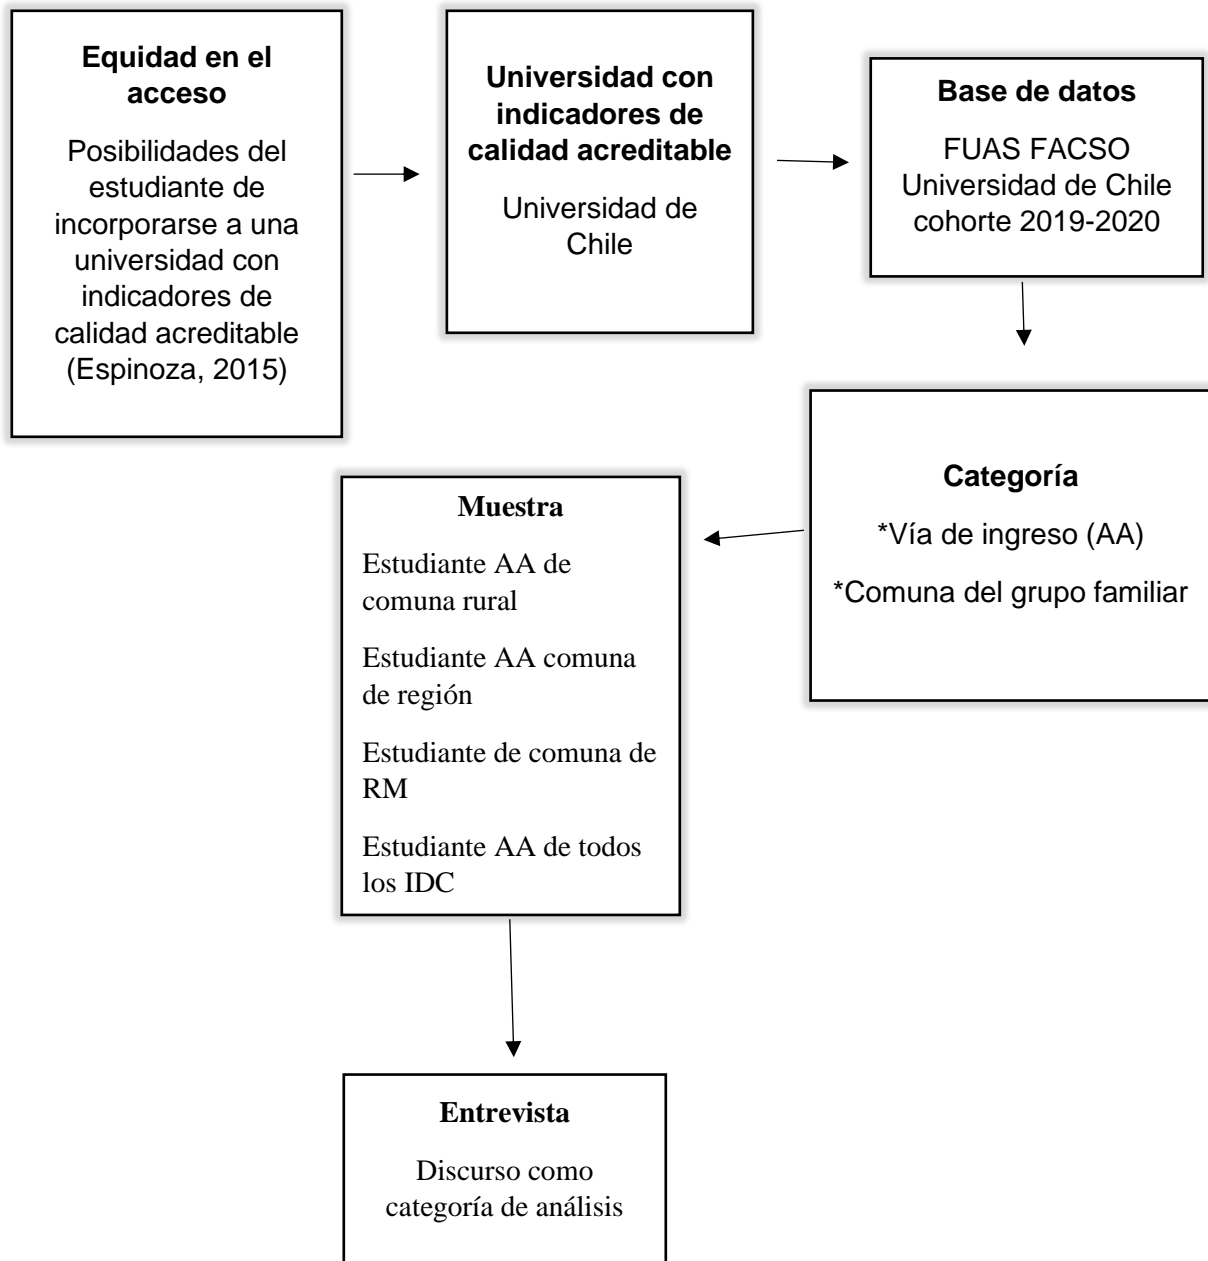 Equidad en el
acceso
Posibilidades del
estudiante de
incorporarse a una
universidad con
indicadores de
calidad acreditable
(Espinoza, 2015)
Universidad con
indicadores de
calidad acreditable
Universidad de
Chile
Base de datos
FUAS FACSO
Universidad de Chile
cohorte 2019-2020
Categoría
*Vía de ingreso (AA)
*Comuna del grupo familiar
Muestra
Estudiante AA de
comuna rural
Estudiante AA comuna
de región
Estudiante de comuna de
RM
Estudiante AA de todos
los IDC
Entrevista
Discurso como
categoría de análisis